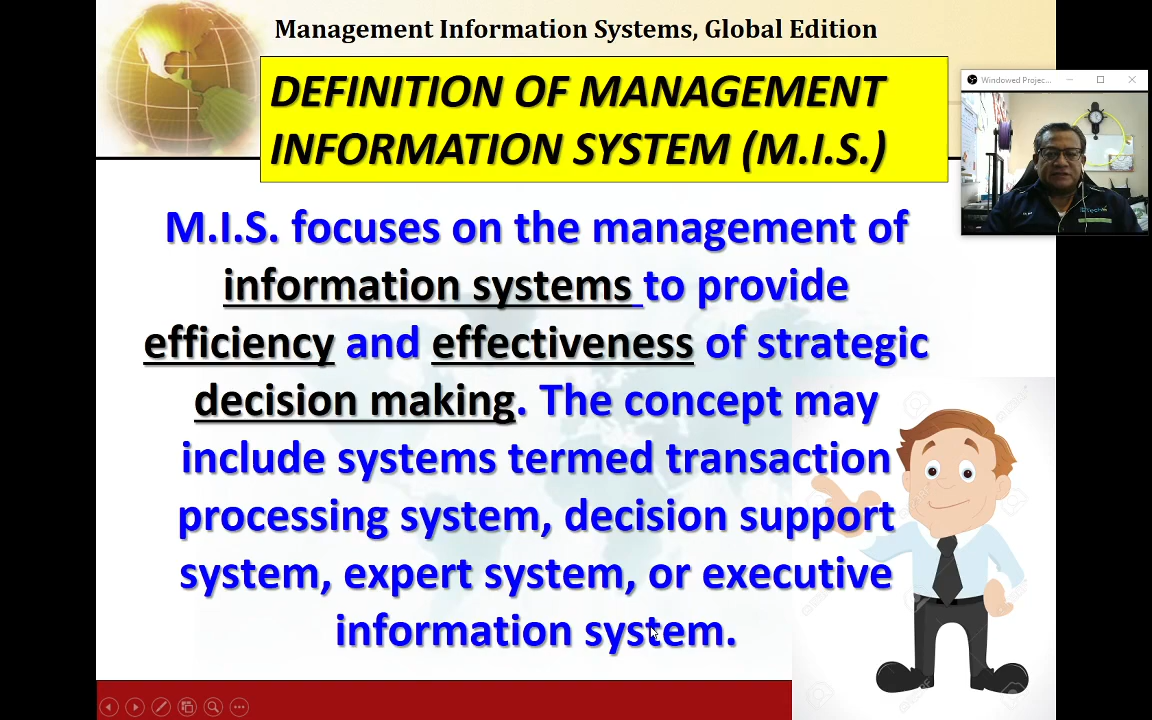 Management Information Systems, Global Edition
DEFINITION OF MANAGEMENT
INFORMATION SYSTEM (M.I.S.)
Windowed Projec...
M.I.S. focuses on the management of
information systems to provide
efficiency and effectiveness of strategic
decision making. The concept may
include systems termed transaction
processing system, decision support
system, expert system, or executive
information system.